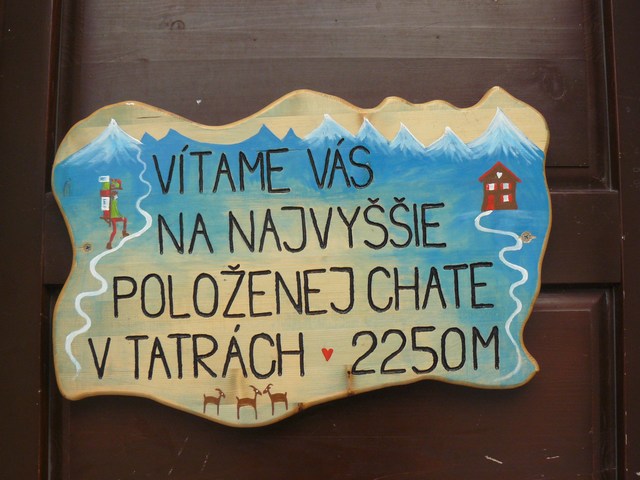 VÍTAME VÁS
NA NAJVYŠŠIE
POLOŽENEJ CHATE
V TATRÁCH ♥ 2250M